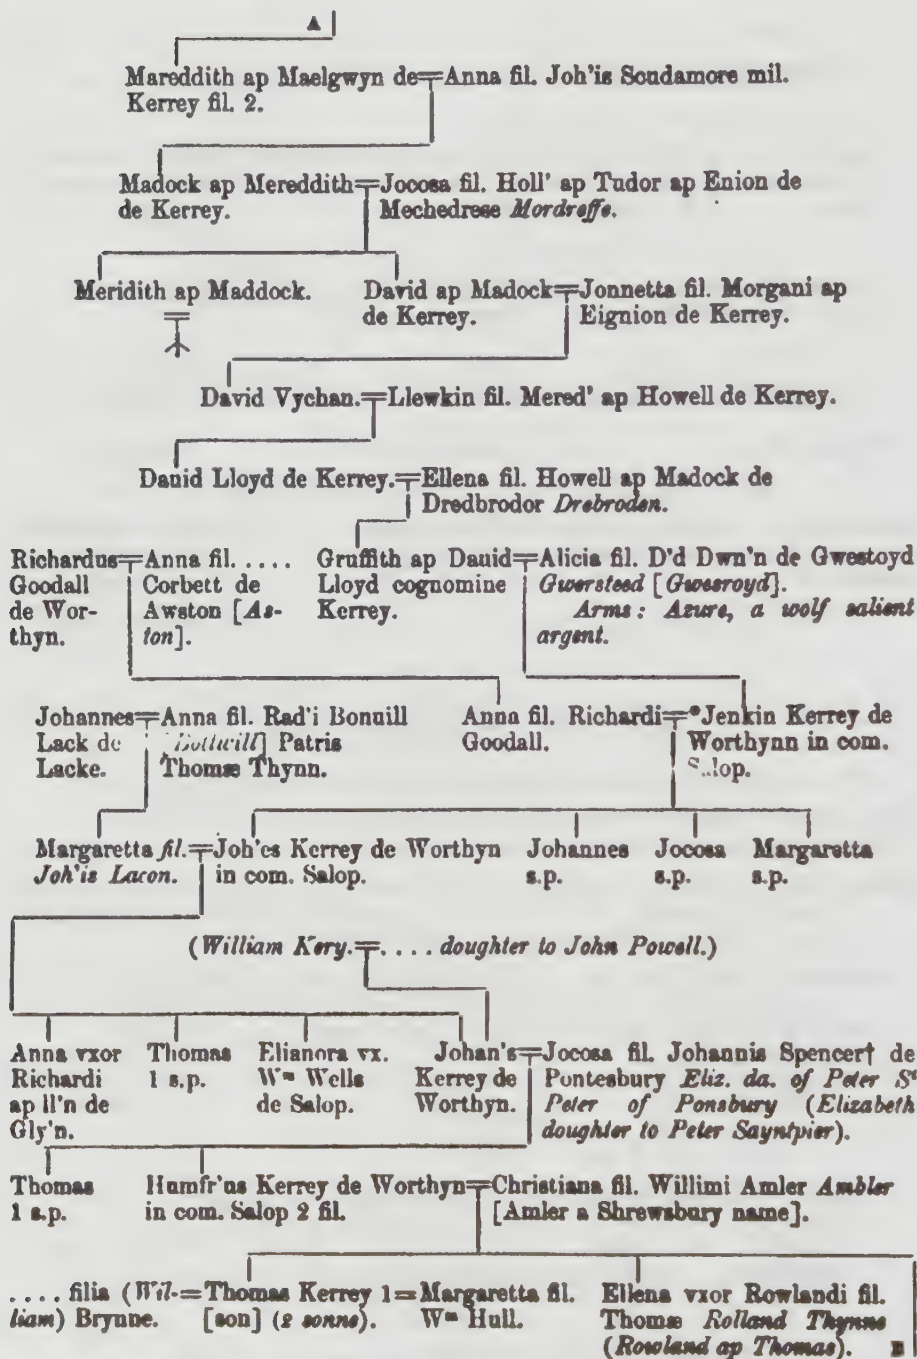 A
Mareddith ap Maelgwyn de Anna fil. Joh'is Scudamore mil.
Kerrey fil. 2.
Madock ap Mereddith Jocosa fil. Holl' ap Tudor ap Enion de
de Kerrey. Mechedrese Mordreffe.
Meridith ap Maddock. David ap Madock Jonnetta fil. Morgani ap
de Kerrey. Eignion de Kerrey.
David Vychan. Llewkin fil. Mered' ap Howell de Kerrey.
Dauid Lloyd de Kerrey. Ellena fil. Howell ap Madock de
Dredbrodor Drebroden.
Richardus Anna fil. .... Gruffith ap Dauid Alicia fil. D'd Dwn'n de Gwestoyd
Goodall Corbett de Lloyd cognomine Gwersteed [Gwesroyd].
de Wor- Awston [As- Kerrey. Arms: Azure, a wolf salient
thyn. ton]. argent.
Johannes Anna fil. Rad'i Bonuill Anna fil. Richardi *Jenkin Kerrey de
Lack de [Bottwill] Patris Goodall. Worthynn in com.
Lacke. Thomæ Thynn. Salop.
Margaretta fil. Joh'es Kerrey de Worthyn Johannes Jocosa Margaretta
Joh'is Lacon. in com. Salop. s.p. s.p. s.p.
(William Kery. .... doughter to John Powell.)
Anna vxor Thomas Elianora vx. Johan's Jocosa fil. Johannis Spencer† de
Richardi 1 s.p. Wm Wells Kerrey de Pontesbury Eliz. da. of Peter St
ap ll'n de de Salop. Worthyn. Peter of Ponsbury (Elizabeth
Gly'n. doughter to Peter Sayntpier).
Thomas Humfr'us Kerrey de Worthyn Christiana fil. Willimi Amler Ambler
1 s.p. in com. Salop 2 fil. [Amler a Shrewsbury name].
.... filia (Wil- = Thomas Kerrey 1 = Margaretta fil. Ellena vxor Rowlandi fil.
liam) Brynne. [son] (2 sonne). Wm Hull. Thomæ Rolland Thynne
(Rowland ap Thomas). B